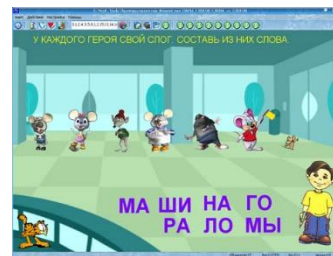 У КАЖДОГО ГЕРОЯ СВОЙ СЛОГ. СОСТАВЬ ИЗ НИХ СЛОВА.
МА ШИ НА ГО
РА ЛО МЫ